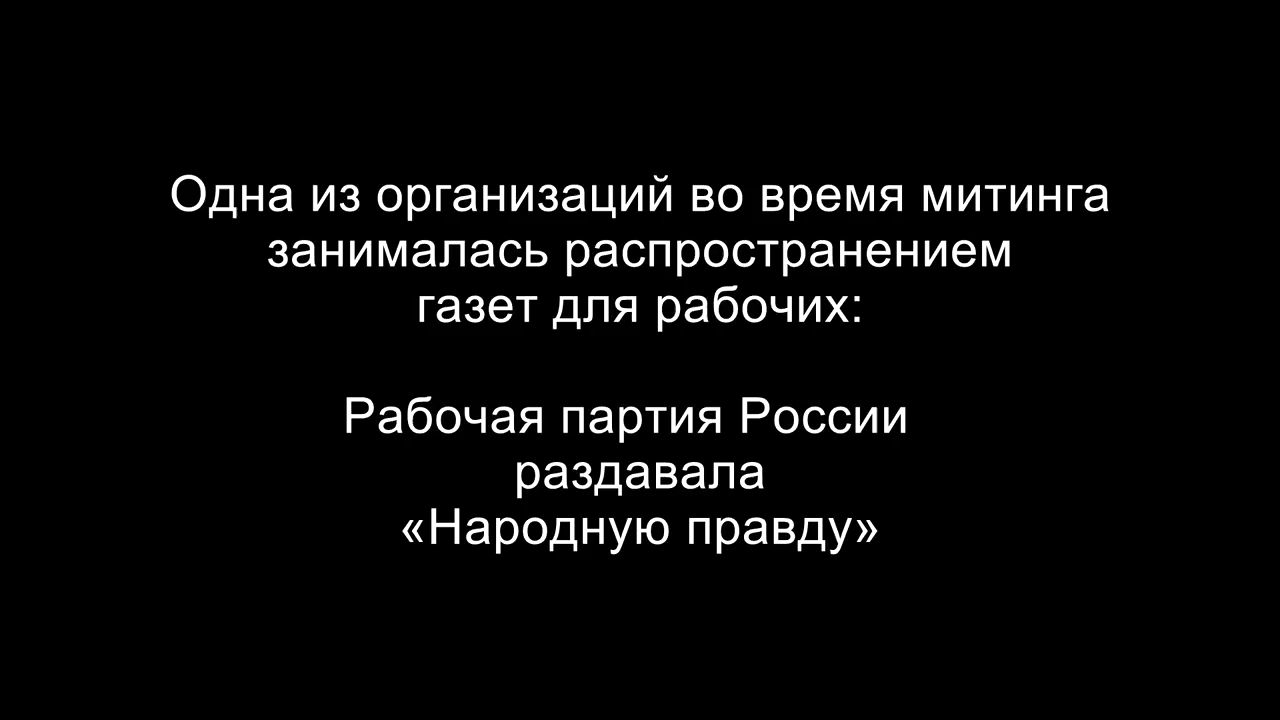 Одна из организаций во время митинга
занималась распространением
газет для рабочих:
Рабочая партия России
раздавала
«Народную правду»